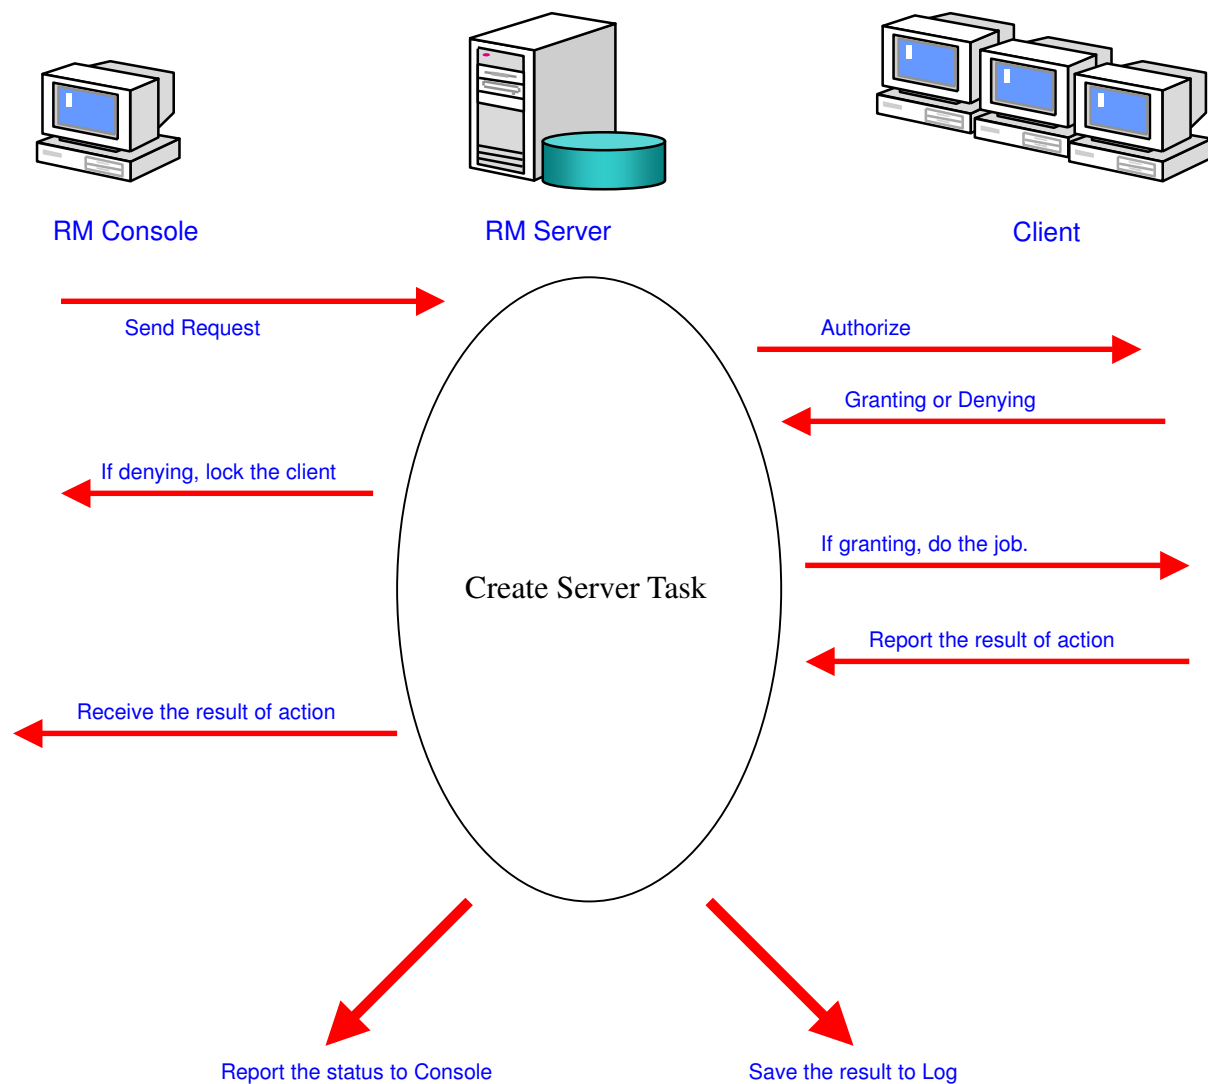 RM Console
RM Server
Client
Send Request
Authorize
Granting or Denying
If denying, lock the client
If granting, do the job.
Create Server Task
Report the result of action
Receive the result of action
Report the status to Console
Save the result to Log